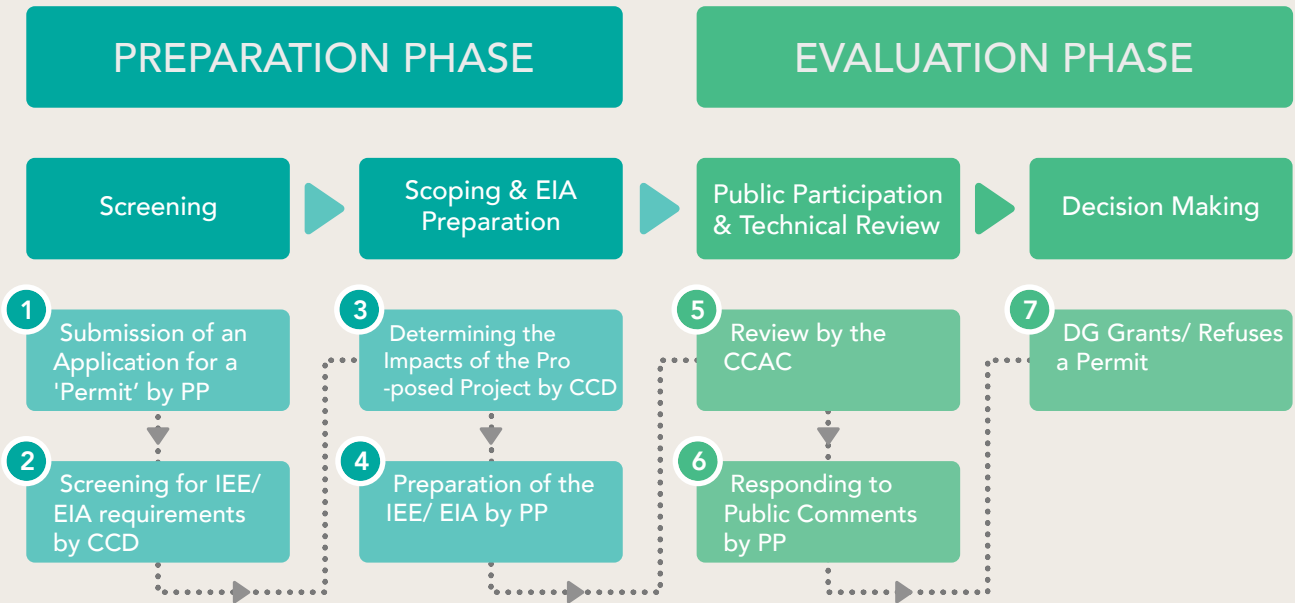 PREPARATION PHASE
EVALUATION PHASE
Screening
Scoping & EIA
Preparation
Public Participation
& Technical Review
Decision Making
1
Submission of an
Application for a
'Permit’ by PP
2
Screening for IEE/
EIA requirements
by CCD
3
Determining the
Impacts of the Pro
-posed Project by CCD
4
Preparation of the
IEE/ EIA by PP
5
Review by the
CCAC
6
Responding to
Public Comments
by PP
7
DG Grants/ Refuses
a Permit